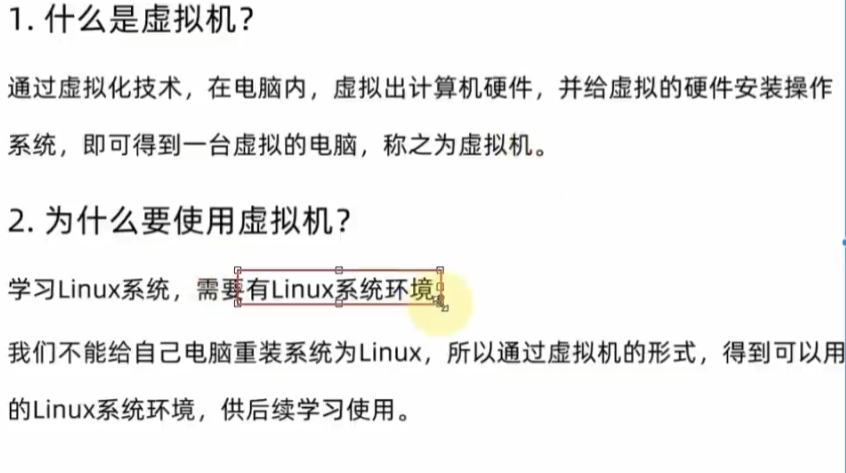 1. 什么是虚拟机？
通过虚拟化技术，在电脑内，虚拟出计算机硬件，并给虚拟的硬件安装操作
系统，即可得到一台虚拟的电脑，称之为虚拟机。
2. 为什么要使用虚拟机？
学习Linux系统，需要有Linux系统环境
我们不能给自己电脑重装系统为Linux，所以通过虚拟机的形式，得到可以用
的Linux系统环境，供后续学习使用。